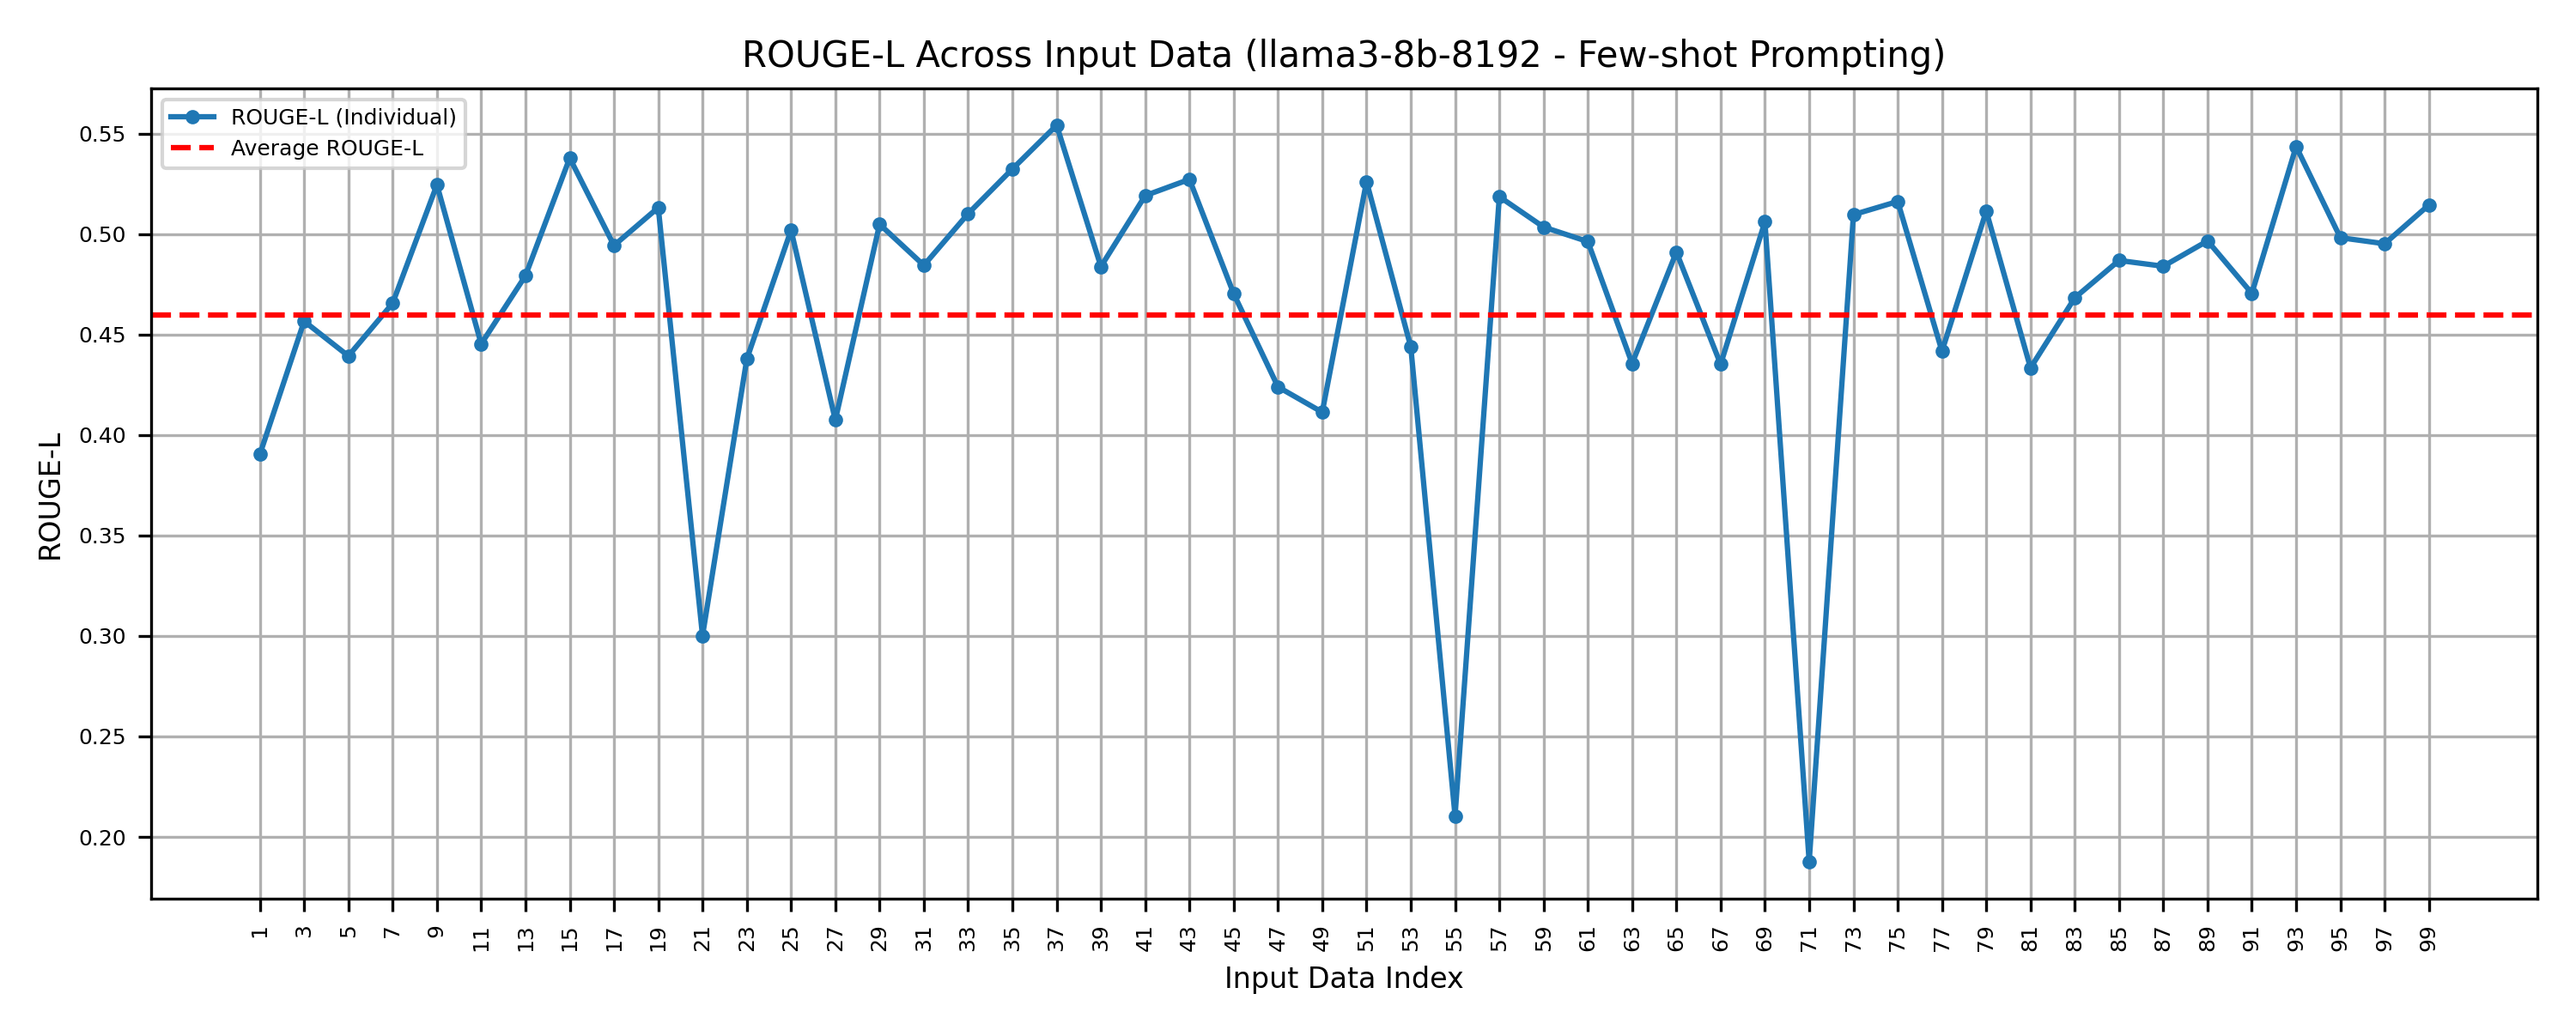 ROUGE-L Across Input Data (llama3-8b-8192 - Few-shot Prompting)
ROUGE-L (Individual)
Average ROUGE-L
ROUGE-L
0.55
0.50
0.45
0.40
0.35
0.30
0.25
0.20
1 3 5 7 9 11 13 15 17 19 21 23 25 27 29 31 33 35 37 39 41 43 45 47 49 51 53 55 57 59 61 63 65 67 69 71 73 75 77 79 81 83 85 87 89 91 93 95 97 99
Input Data Index